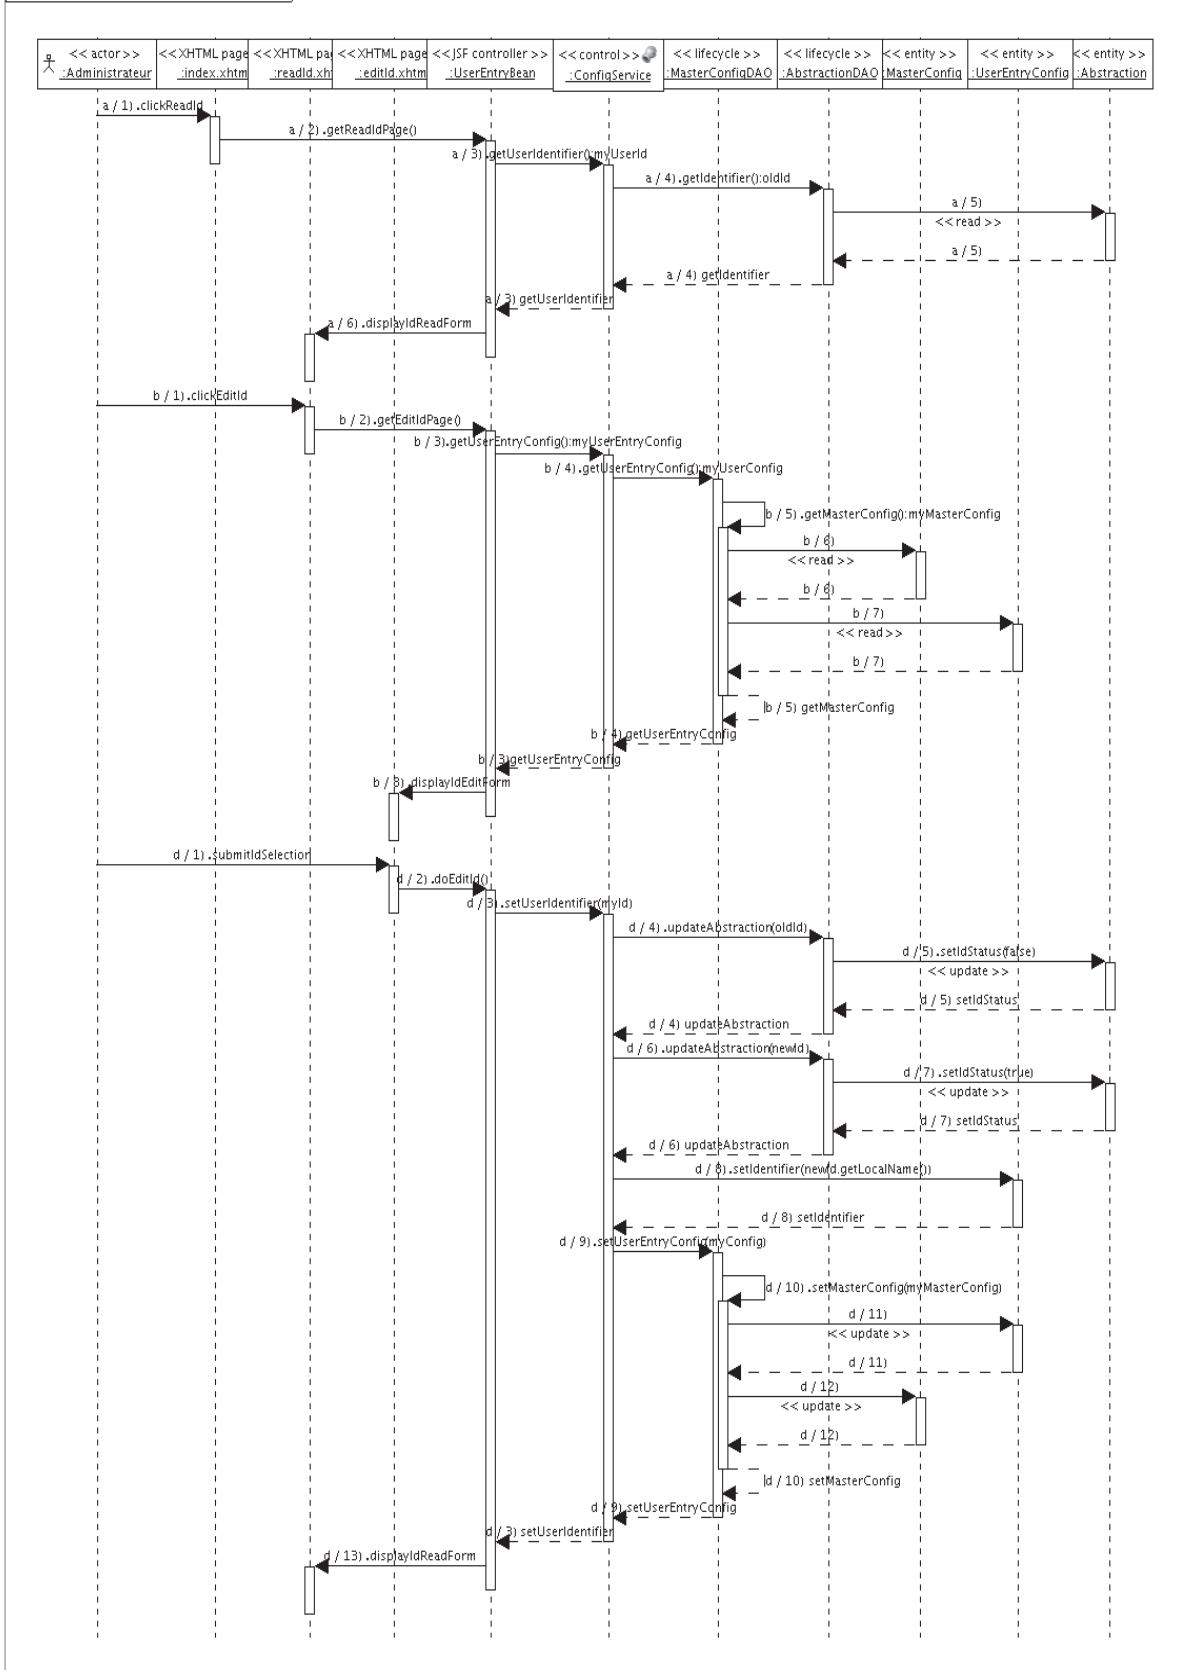 << actor >>
:Administrateur
<<XHTML page
:index.xhtm
<<XHTML pa
:readId.xh
<<XHTML page
:editId.xhtm
<<JSF controller >>
:UserEntryBean
<< control >>
:ConfigService
<< lifecycle >>
:MasterConfigDAO
<< lifecycle >>
:AbstractionDAO
<< entity >>
:MasterConfig
<< entity >>
:UserEntryConfig
<< entity >>
:Abstraction
a / 1).clickReadId
a / 2).getReadIdPage()
a / 3).getUserIdentifier():myUserId
a / 4).getIdentifier():oldId
a / 5)
<< read >>
a / 5)
a / 4) getIdentifier
a / 3) getUserIdentifier
a / 6).displayIdReadForm
b / 1).clickEditId
b / 2).getEditIdPage()
b / 3).getUserEntryConfig():myUserEntryConfig
b / 4).getUserEntryConfig():myUserConfig
b / 5).getMasterConfig():myMasterConfig
b / 6)
<< read >>
b / 6)
b / 7)
<< read >>
b / 7)
b / 5) getMasterConfig
b / 4) getUserEntryConfig
b / 3)getUserEntryConfig
b / 8).displayIdEditForm
d / 1).submitIdSelection
d / 2).doEditId()
d / 3).setUserIdentifier(myId)
d / 4).updateAbstraction(oldId)
d / 5).setIdStatus(false)
<< update >>
d / 5) setIdStatus
d / 4) updateAbstraction
d / 6).updateAbstraction(newId)
d / 7).setIdStatus(true)
<< update >>
d / 7) setIdStatus
d / 6) updateAbstraction
d / 8).setIdentifier(newId.getLocalName())
d / 8) setIdentifier
d / 9).setUserEntryConfig(myConfig)
d / 10).setMasterConfig(myMasterConfig)
d / 11)
<< update >>
d / 11)
d / 12)
<< update >>
d / 12)
d / 10) setMasterConfig
d / 9) setUserEntryConfig
d / 3) setUserIdentifier
d / 13).displayIdReadForm